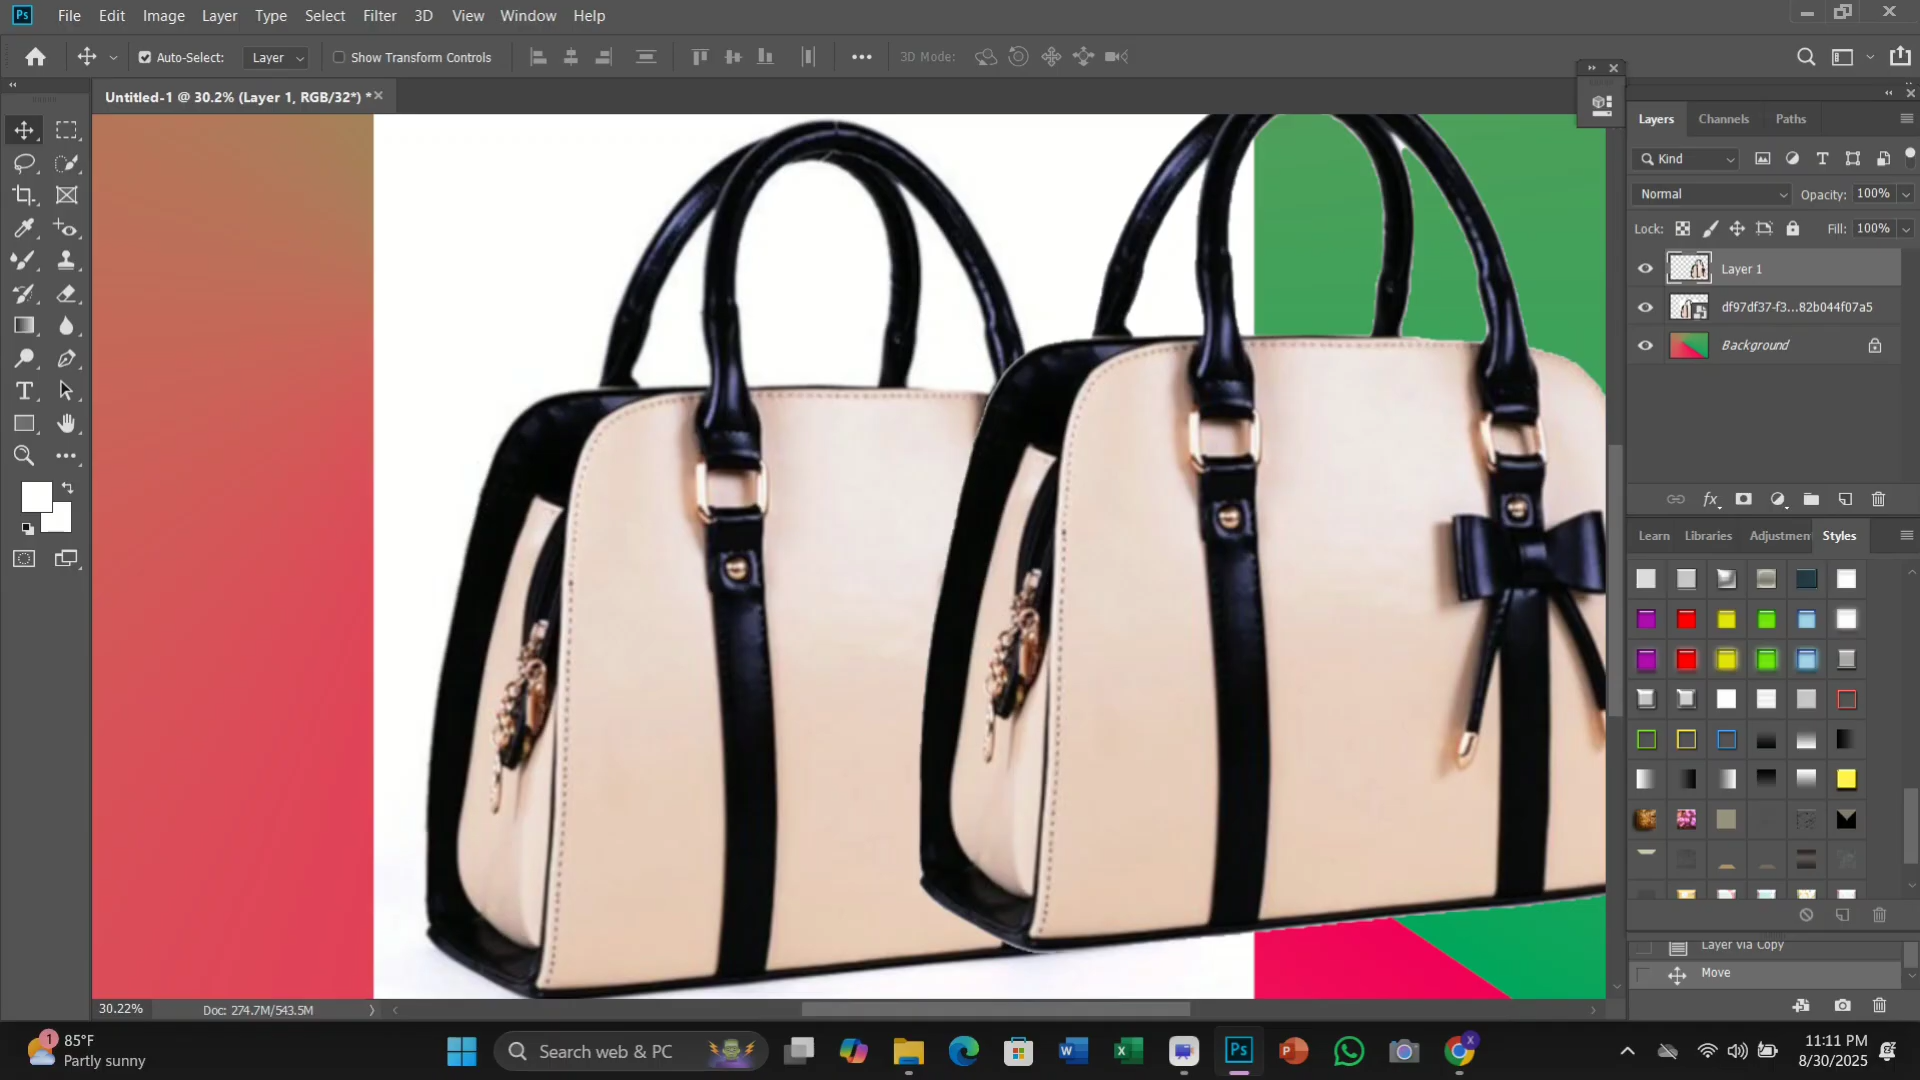 Ps File Edit Image Layer Type Select Filter 3D View Window Help
Auto-Select: Layer Show Transform Controls 3D Mode:
Untitled-1 @ 30.2% (Layer 1, RGB/32*) *
Layers Channels Paths
Kind
Normal Opacity: 100%
Lock: Fill: 100%
Layer 1
df97df37-f3...82b044f07a5
Background
fx
Learn Libraries Adjustmen Styles
Layer Via Copy
Move
30.22% Doc: 274.7M/543.5M
1
85°F
Partly sunny
Search web & PC
W
X
Ps
P
X
11:11 PM
8/30/2025